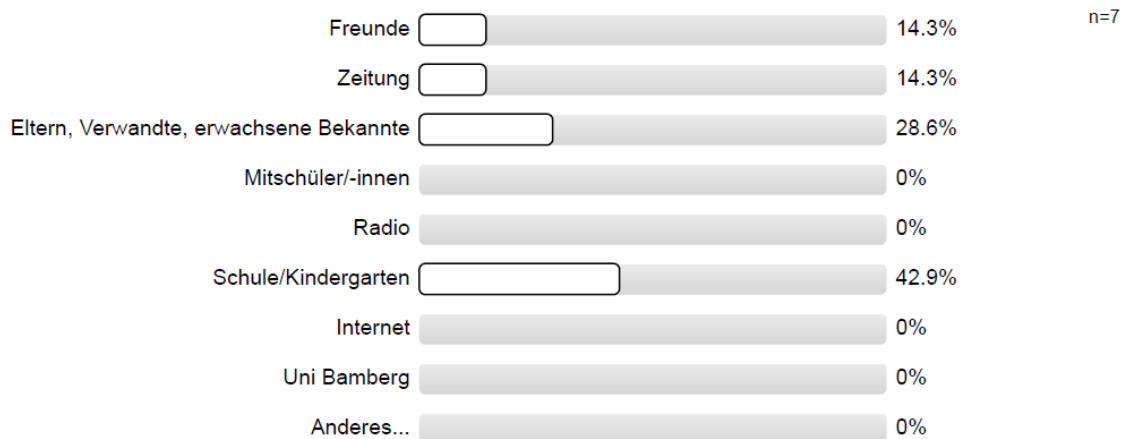 n=7
Freunde 14.3%
Zeitung 14.3%
Eltern, Verwandte, erwachsene Bekannte 28.6%
Mitschüler/-innen 0%
Radio 0%
Schule/Kindergarten 42.9%
Internet 0%
Uni Bamberg 0%
Anderes... 0%